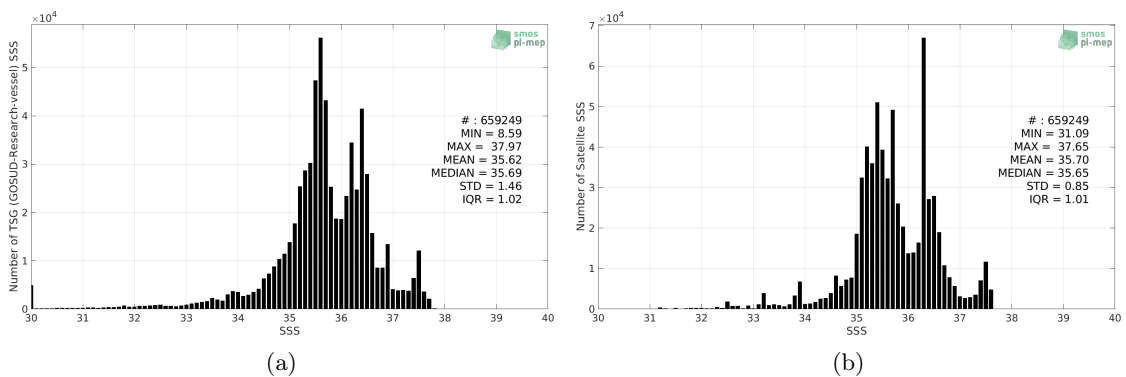 ×10⁴
Number of TSG (GOSUD-Research-vessel) SSS
5
4
3
2
1
0
30 31 32 33 34 35 36 37 38 39 40
SSS
smos
pi-mep
# : 659249
MIN = 8.59
MAX = 37.97
MEAN = 35.62
MEDIAN = 35.69
STD = 1.46
IQR = 1.02
(a)
×10⁴
Number of Satellite SSS
7
6
5
4
3
2
1
0
30 31 32 33 34 35 36 37 38 39 40
SSS
smos
pi-mep
# : 659249
MIN = 31.09
MAX = 37.65
MEAN = 35.70
MEDIAN = 35.65
STD = 0.85
IQR = 1.01
(b)